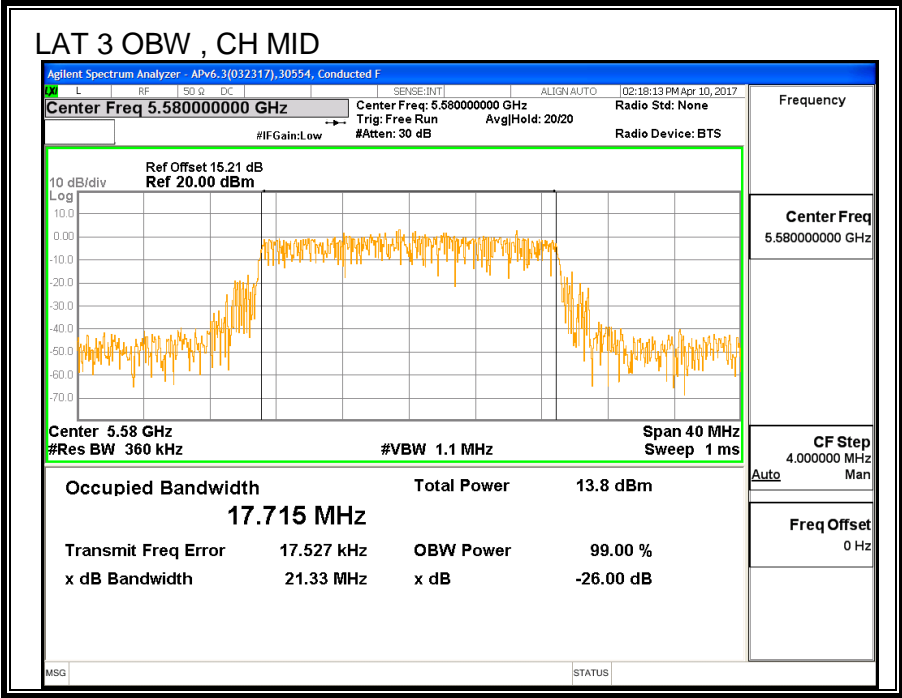 LAT 3 OBW , CH MID
Agilent Spectrum Analyzer - APv6.3(032317),30554, Conducted F
LXI L RF 50 Ω DC SENSE:INT ALIGN AUTO 02:18:13 PM Apr 10, 2017
Center Freq 5.580000000 GHz
Center Freq: 5.580000000 GHz Radio Std: None
Trig: Free Run Avg|Hold: 20/20
#IFGain:Low #Atten: 30 dB Radio Device: BTS
Ref Offset 15.21 dB
10 dB/div Ref 20.00 dBm
Log
10.0
0.00
-10.0
-20.0
-30.0
-40.0
-50.0
-60.0
-70.0
Center 5.58 GHz Span 40 MHz
#Res BW 360 kHz #VBW 1.1 MHz Sweep 1 ms
Occupied Bandwidth Total Power 13.8 dBm
17.715 MHz
Transmit Freq Error 17.527 kHz OBW Power 99.00 %
x dB Bandwidth 21.33 MHz x dB -26.00 dB
Frequency
Center Freq
5.580000000 GHz
CF Step
4.000000 MHz
Auto Man
Freq Offset
0 Hz
MSG STATUS